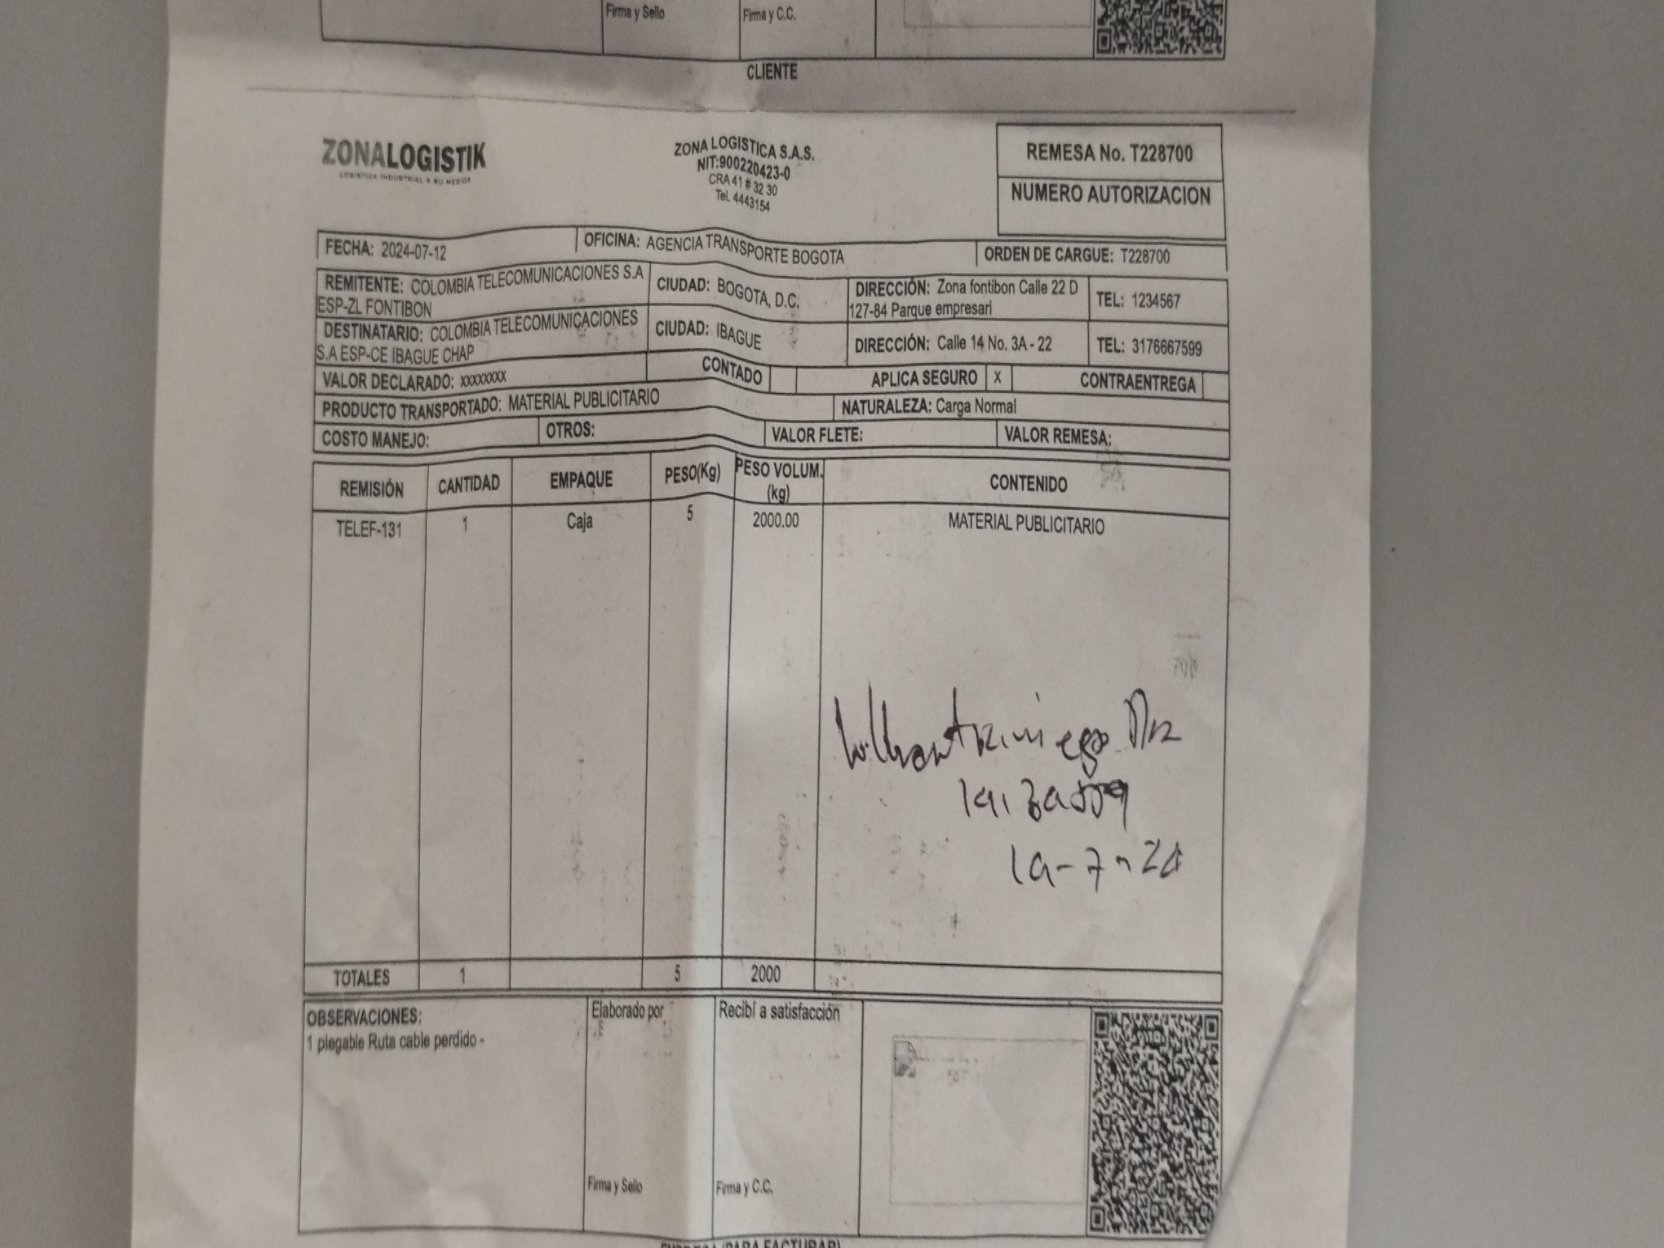 Firma y Sello
Firma y C.C.
CLIENTE
ZONALOGISTIK
LOGISTICA INDUSTRIAL A SU MEDIDA
ZONA LOGISTICA S.A.S.
NIT:900220423-0
CRA 41 # 32 30
Tel. 4443154
REMESA No. T228700
NUMERO AUTORIZACION
FECHA: 2024-07-12
OFICINA: AGENCIA TRANSPORTE BOGOTA
ORDEN DE CARGUE: T228700
REMITENTE: COLOMBIA TELECOMUNICACIONES S.A
ESP-ZL FONTIBON
CIUDAD: BOGOTA, D.C.
DIRECCIÓN: Zona fontibon Calle 22 D
127-84 Parque empresari
TEL: 1234567
DESTINATARIO: COLOMBIA TELECOMUNICACIONES
S.A ESP-CE IBAGUE CHAP
CIUDAD: IBAGUE
DIRECCIÓN: Calle 14 No. 3A - 22
TEL: 3176667599
VALOR DECLARADO: xxxxxxxx
CONTADO
APLICA SEGURO X
CONTRAENTREGA
PRODUCTO TRANSPORTADO: MATERIAL PUBLICITARIO
NATURALEZA: Carga Normal
COSTO MANEJO:
OTROS:
VALOR FLETE:
VALOR REMESA:
REMISIÓN CANTIDAD EMPAQUE PESO(Kg) PESO VOLUM. (kg) CONTENIDO
TELEF-131 1 Caja 5 2000.00 MATERIAL PUBLICITARIO
TOTALES 1 5 2000
OBSERVACIONES:
1 plegable Ruta cable perdido -
Elaborado por
Firma y Sello
Recibí a satisfacción
Firma y C.C.